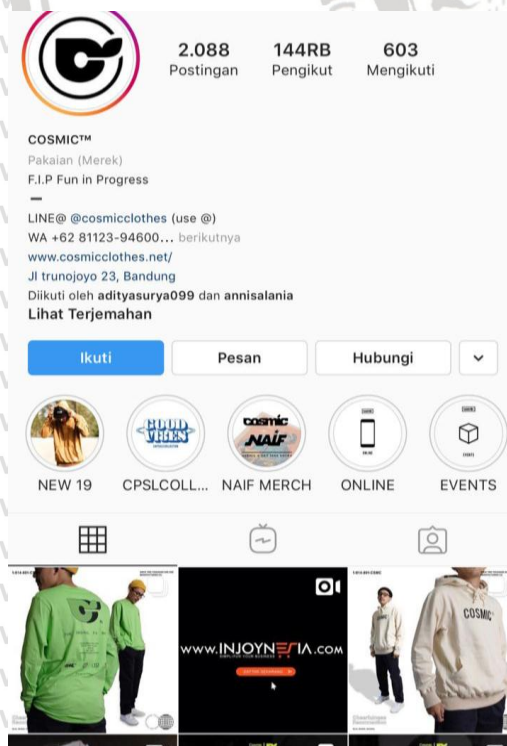 2.088 144RB 603
Postingan Pengikut Mengikuti
COSMIC™
Pakaian (Merek)
F.I.P Fun in Progress
—
LINE@ @cosmicclothes (use @)
WA +62 81123-94600... berikutnya
www.cosmicclothes.net/
Jl trunojoyo 23, Bandung
Diikuti oleh adityasurya099 dan annisalania
Lihat Terjemahan
Ikuti Pesan Hubungi
cosmic
NAIF
NEW 19 CPSLCOLL... NAIF MERCH ONLINE EVENTS
www.INJOYNESIA.COM
COSMIC